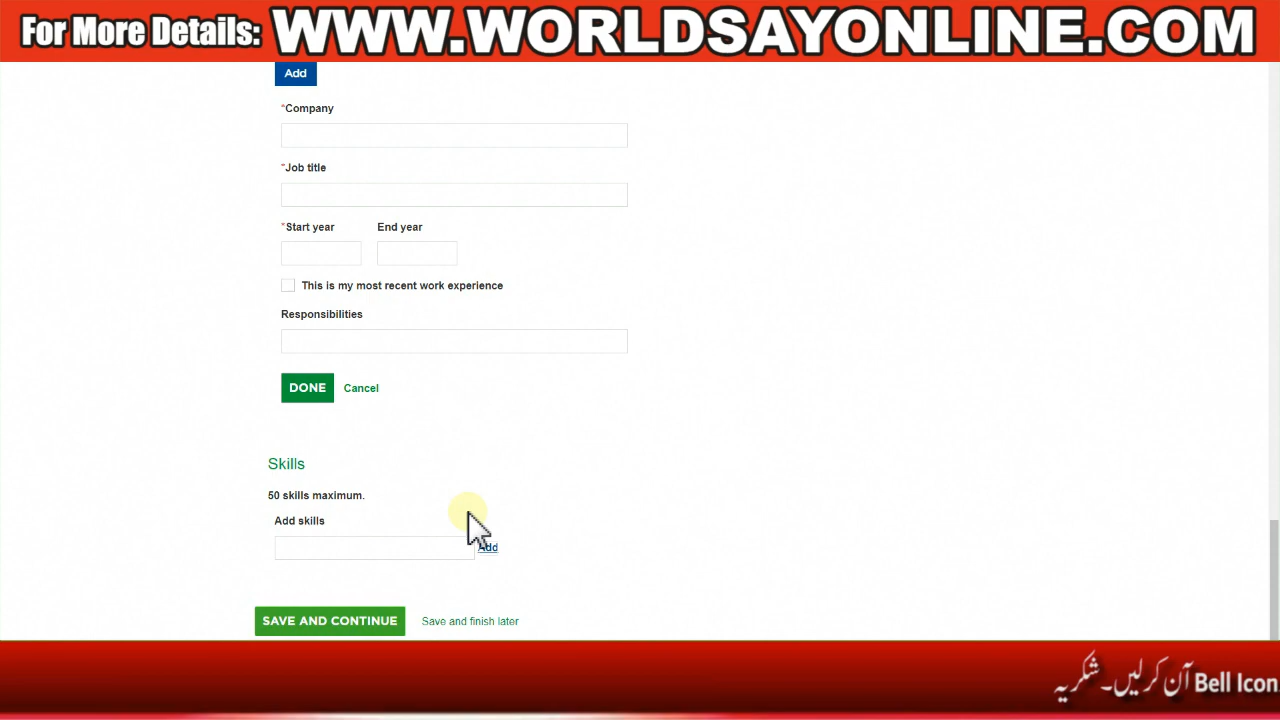 For More Details: WWW.WORLDSAYONLINE.COM
Add
*Company
*Job title
*Start year End year
This is my most recent work experience
Responsibilities
DONE Cancel
Skills
50 skills maximum.
Add skills
Add
SAVE AND CONTINUE Save and finish later
Bell Icon آن کرلیں۔شکریہ